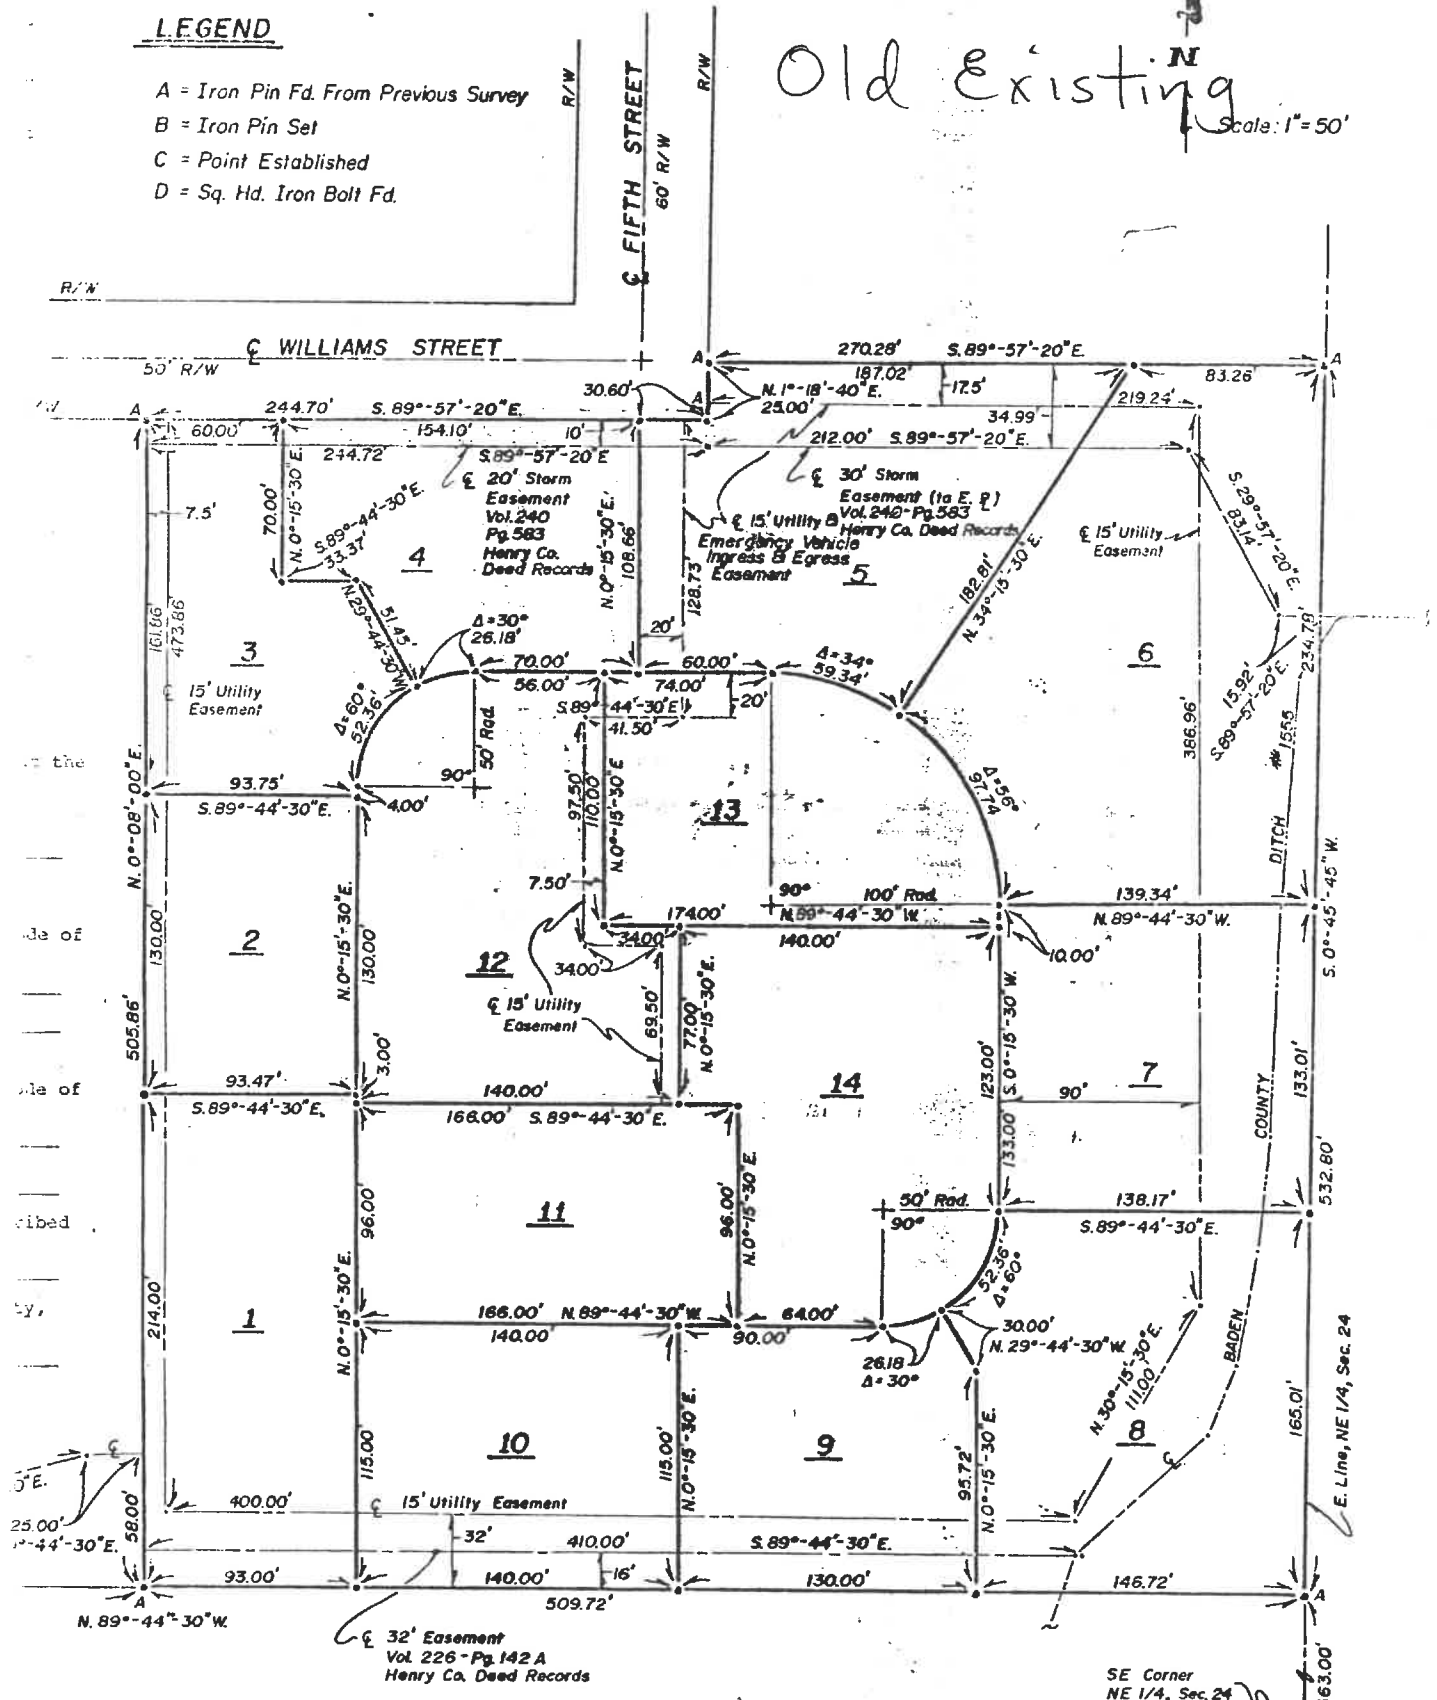 LEGEND
A = Iron Pin Fd. From Previous Survey
B = Iron Pin Set
C = Point Established
D = Sq. Hd. Iron Bolt Fd.
R/W
℄ FIFTH STREET
60' R/W
R/W
Old Existing
N
Scale: 1"=50'
R/W
℄ WILLIAMS STREET
50' R/W
A
270.28' S.89°-57'-20"E.
187.02'
83.26'
A
17.5'
30.60'
A
N.1°-18'-40"E.
25.00'
219.24'
34.99'
A
244.70' S.89°-57'-20"E.
60.00'
154.10'
10'
212.00' S.89°-57'-20"E.
244.72'
S.89°-57'-20"E
℄ 20' Storm
Easement
Vol.240
Pg.583
Henry Co.
Deed Records
℄ 30' Storm
Easement (to E. ℄)
Vol.240-Pg.583
Henry Co. Deed Records
℄ 15' Utility &
Emergency Vehicle
Ingress & Egress
Easement
℄ 15' Utility
Easement
S.29°-57'-20"E.
83.14'
7.5'
70.00'
N.0°-15'-30"E.
S.89°-44'-30"E.
33.37'
4
51.45'
N.29°-44'-30"W.
N.0°-15'-30"E.
108.66'
128.73'
20'
5
182.81'
N.34°-15'-30"E.
6
234.78'
15.92'
S.89°-57'-20"E.
161.86'
473.86'
3
℄ 15' Utility
Easement
Δ=30°
26.18'
Δ=60°
52.36'
70.00'
56.00'
60.00'
74.00'
20'
S.89°-44'-30"E
41.50'
Δ=34°
59.34'
50' Rad.
90°
386.96'
DITCH # 1555
93.75'
S.89°-44'-30"E.
4.00'
N.0°-08'-00"E.
97.50'
110.00'
N.0°-15'-30"E
13
Δ=56°
97.74
7.50'
90°
100' Rad.
N.89°-44'-30"W.
139.34'
N.89°-44'-30"W.
S.0°-45'-45"W.
174.00'
140.00'
10.00'
34.00'
34.00'
2
130.00'
N.0°-15'-30"E.
130.00'
12
℄ 15' Utility
Easement
69.50'
77.00'
N.0°-15'-30"E.
S.0°-15'-30"W.
505.86'
3.00'
123.00'
133.00'
14
7
90'
133.01'
COUNTY
93.47'
S.89°-44'-30"E.
140.00'
166.00' S.89°-44'-30"E.
96.00'
11
96.00'
N.0°-15'-30"E.
50' Rad.
90°
138.17'
S.89°-44'-30"E.
532.80'
52.36'
Δ=60°
214.00'
1
N.0°-15'-30"E.
166.00' N.89°-44'-30"W.
140.00'
64.00'
90.00'
26.18
Δ=30°
30.00'
N.29°-44'-30"W.
BADEN
N.30°-15'-30"E.
111.00'
8
165.01'
E. Line, NE 1/4, Sec. 24
115.00'
10
115.00'
N.0°-15'-30"E.
9
95.72'
N.0°-15'-30"E.
℄
℄
25.00'
58.00'
400.00'
℄ 15' Utility Easement
32'
410.00' S.89°-44'-30"E.
16'
A
93.00'
140.00'
130.00'
146.72'
A
509.72'
N.89°-44'-30"W.
℄ 32' Easement
Vol. 226-Pg. 142 A
Henry Co. Deed Records
SE Corner
NE 1/4, Sec. 24
63.00'